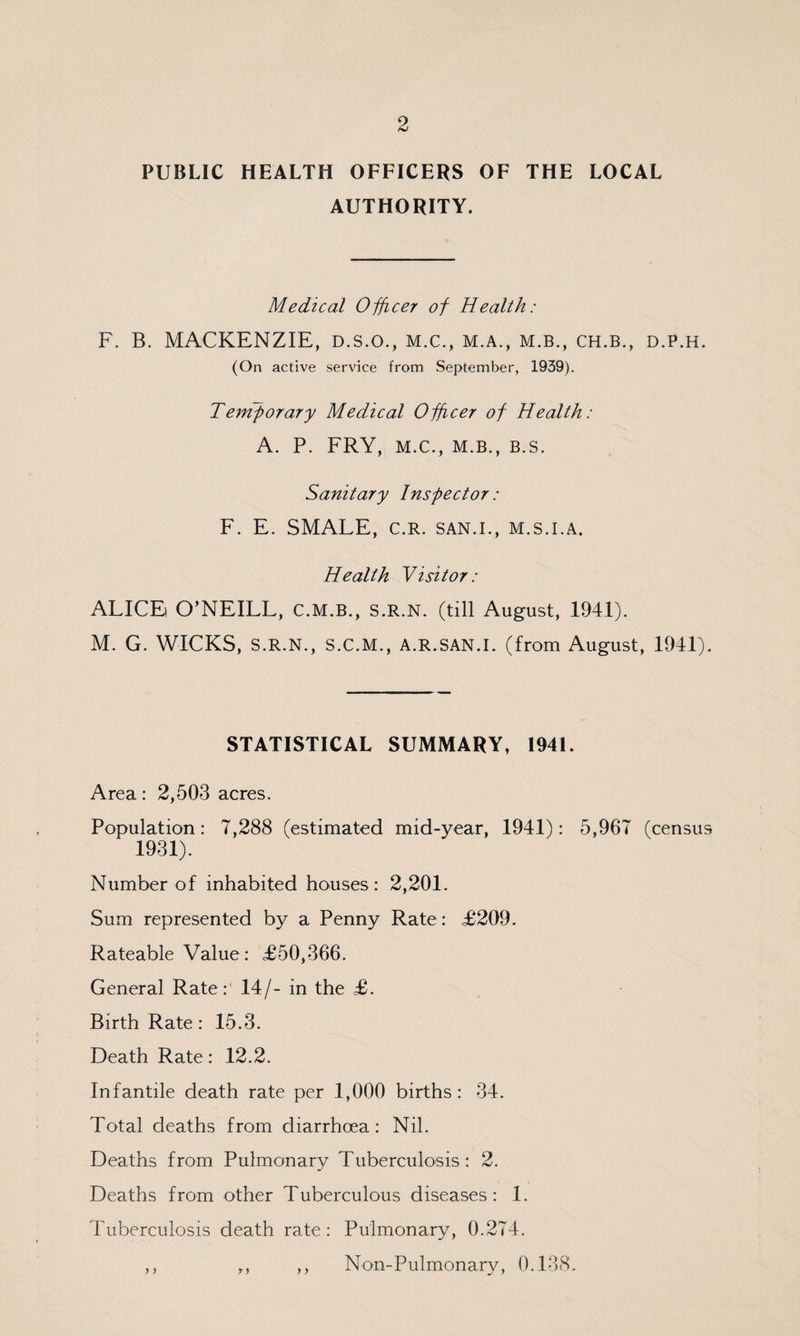 2
PUBLIC HEALTH OFFICERS OF THE LOCAL
AUTHORITY.
Medical Officer of Health:
F. B. MACKENZIE, D.S.O., M.C., M.A., M.B., CH.B., D.P.H.
(On active service from September, 1939).
Temporary Medical Officer of Health:
A. P. FRY, M.C., M.B., B.S.
Sanitary Inspector:
F. E. SMALE, C.R. SAN.I., M.S.I.A.
Health Visitor:
ALICE O'NEILL, C.M.B., S.R.N. (till August, 1941).
M. G. WICKS, S.R.N., S.C.M., A.R.SAN.I. (from August, 1941).
STATISTICAL SUMMARY, 1941.
Area: 2,503 acres.
Population: 7,288 (estimated mid-year, 1941): 5,967 (census
1931).
Number of inhabited houses: 2,201.
Sum represented by a Penny Rate: £209.
Rateable Value: £50,366.
General Rate: 14/- in the £.
Birth Rate: 15.3.
Death Rate: 12.2.
Infantile death rate per 1,000 births: 34.
Total deaths from diarrhœa: Nil.
Deaths from Pulmonary Tuberculosis: 2.
Deaths from other Tuberculous diseases: 1.
Tuberculosis death rate: Pulmonary, 0.274.
,, ,, ,, Non-Pulmonary, 0.138.